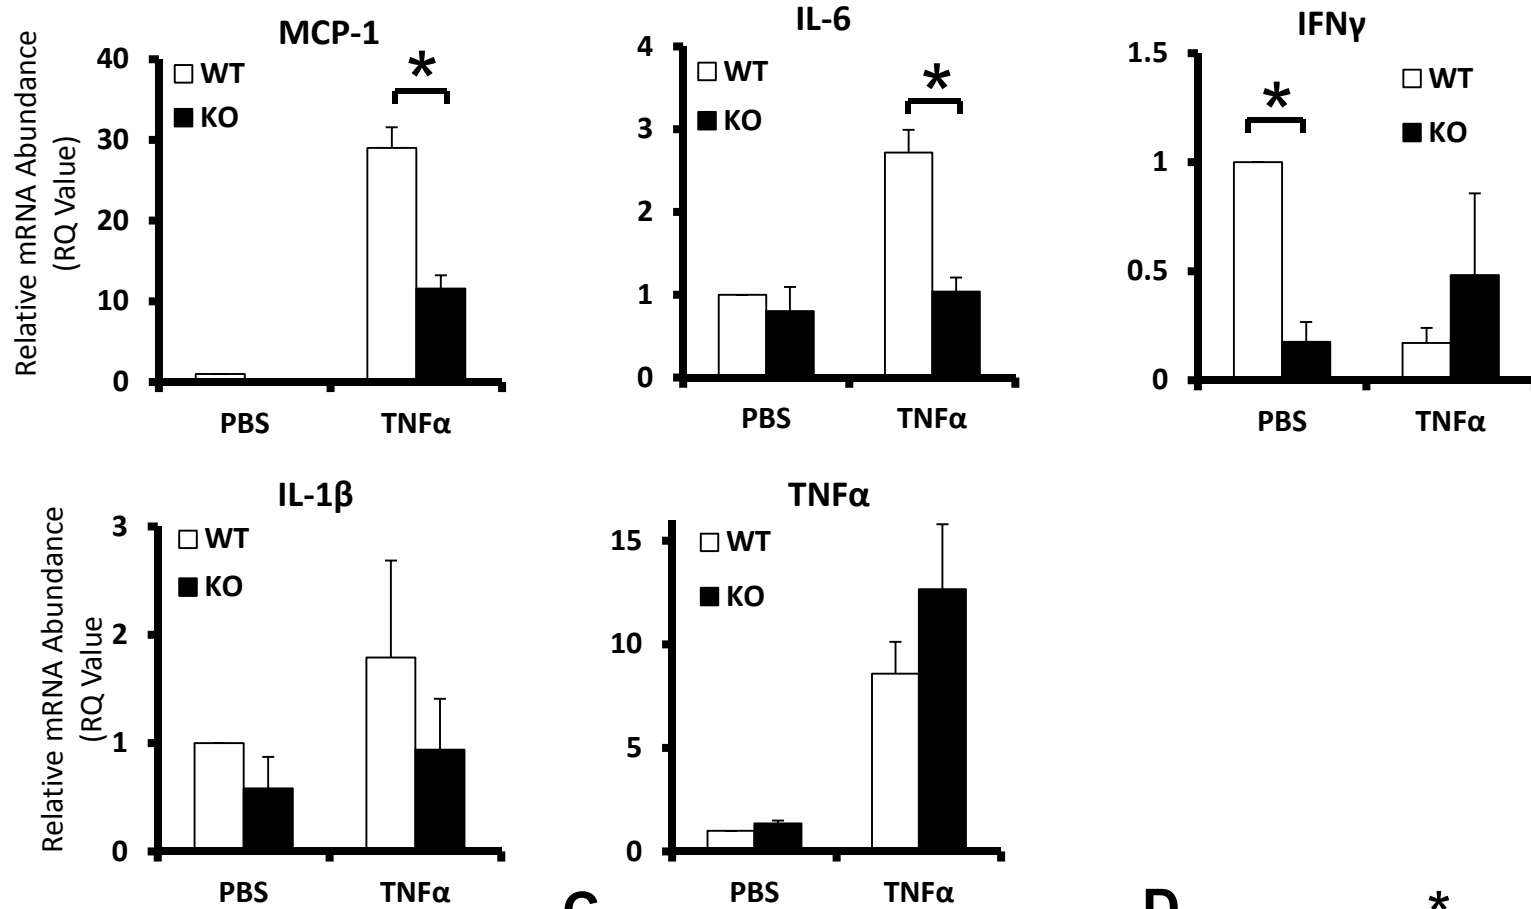 MCP-1
Relative mRNA Abundance
(RQ Value)
40
30
20
10
0
WT
KO
*
PBS
TNFα
IL-6
4
3
2
1
0
WT
KO
*
PBS
TNFα
IFNγ
1.5
1
0.5
0
WT
KO
*
PBS
TNFα
IL-1β
Relative mRNA Abundance
(RQ Value
3
2
1
0
WT
KO
PBS
TNFα
TNFα
15
10
5
0
WT
KO
PBS
TNFα
*